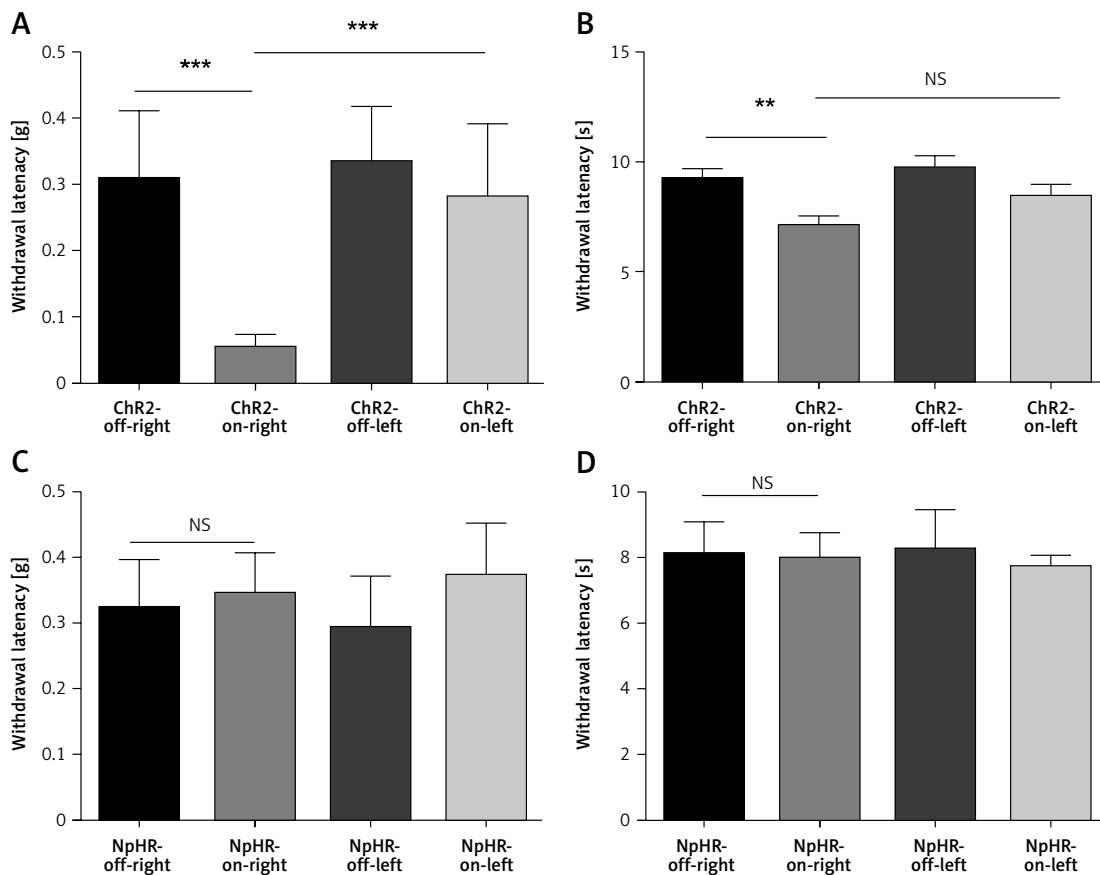 A
Withdrawal latenacy [g]
0.5
0.4
0.3
0.2
0.1
0
***
***
ChR2-
off-right
ChR2-
on-right
ChR2-
off-left
ChR2-
on-left
B
Withdrawal latenacy [s]
15
10
5
0
**
NS
ChR2-
off-right
ChR2-
on-right
ChR2-
off-left
ChR2-
on-left
C
Withdrawal latenacy [g]
0.5
0.4
0.3
0.2
0.1
0
NS
NpHR-
off-right
NpHR-
on-right
NpHR-
off-left
NpHR-
on-left
D
Withdrawal latenacy [s]
10
8
6
4
2
0
NS
NpHR-
off-right
NpHR-
on-right
NpHR-
off-left
NpHR-
on-left